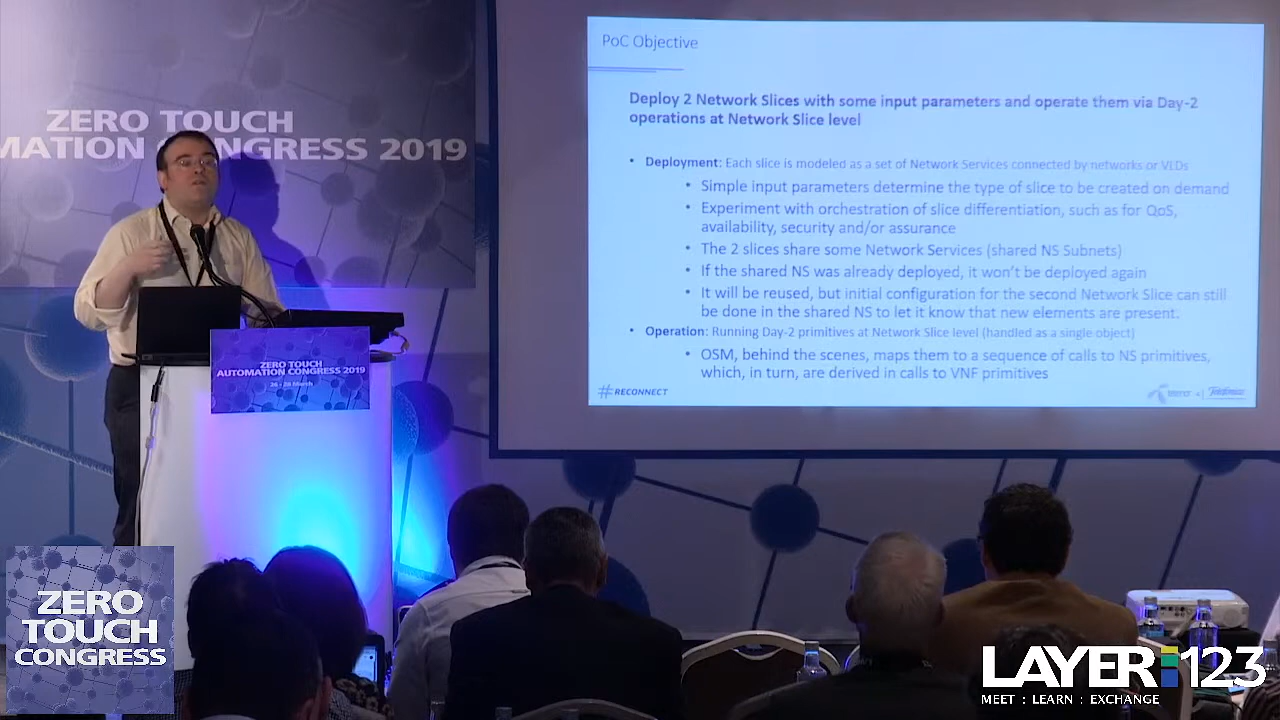 ZERO TOUCH
MATION CONGRESS 2019
PoC Objective
Deploy 2 Network Slices with some input parameters and operate them via Day-2
operations at Network Slice level
• Deployment: Each slice is modeled as a set of Network Services connected by networks or VLDs
• Simple input parameters determine the type of slice to be created on demand
• Experiment with orchestration of slice differentiation, such as for QoS,
availability, security and/or assurance
• The 2 slices share some Network Services (shared NS Subnets)
• If the shared NS was already deployed, it won't be deployed again
• It will be reused, but initial configuration for the second Network Slice can still
be done in the shared NS to let it know that new elements are present.
• Operation: Running Day-2 primitives at Network Slice level (handled as a single object)
• OSM, behind the scenes, maps them to a sequence of calls to NS primitives,
which, in turn, are derived in calls to VNF primitives
#RECONNECT
Telefonica
ZERO TOUCH
AUTOMATION CONGRESS 2019
26 - 28 March
ZERO
TOUCH
CONGRESS
LAYER 123
MEET : LEARN : EXCHANGE